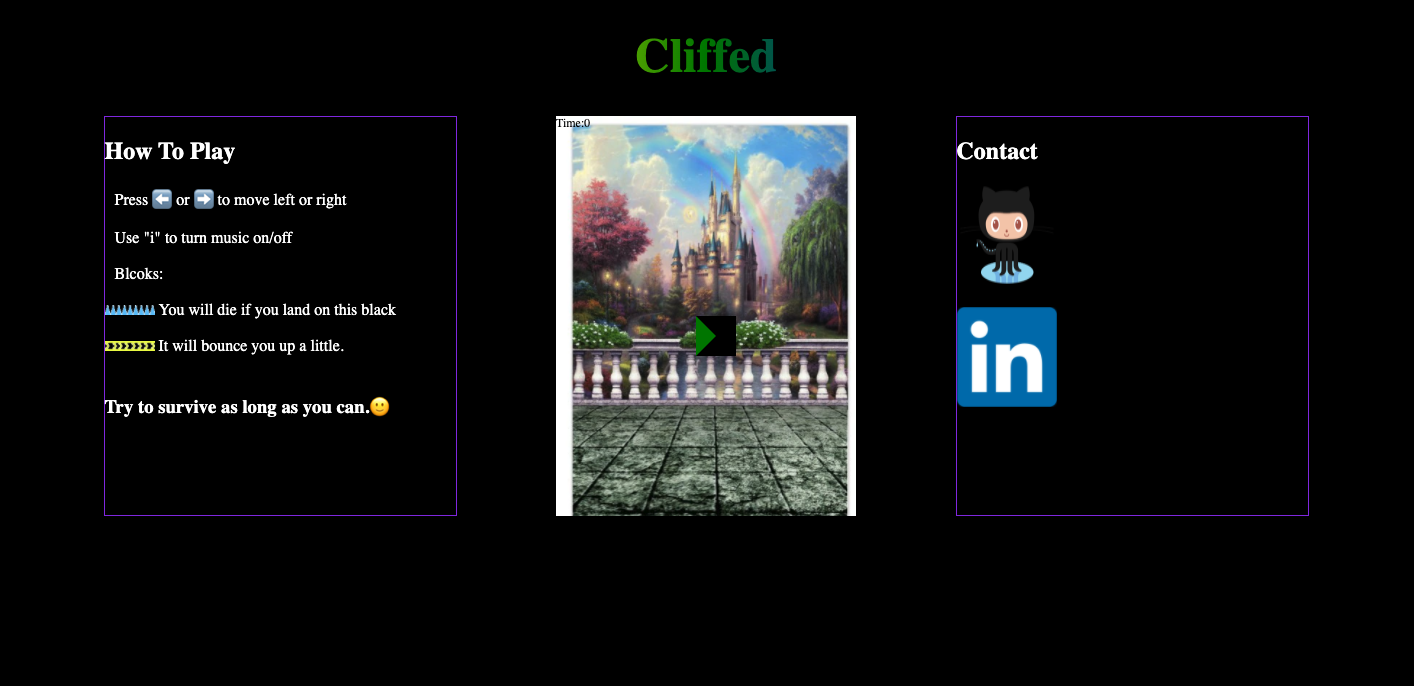 Cliffed
How To Play
Press ⬅️ or ➡️ to move left or right
Use "i" to turn music on/off
Blcoks:
You will die if you land on this black
It will bounce you up a little.
Try to survive as long as you can.🙂
Time:0
Contact
in